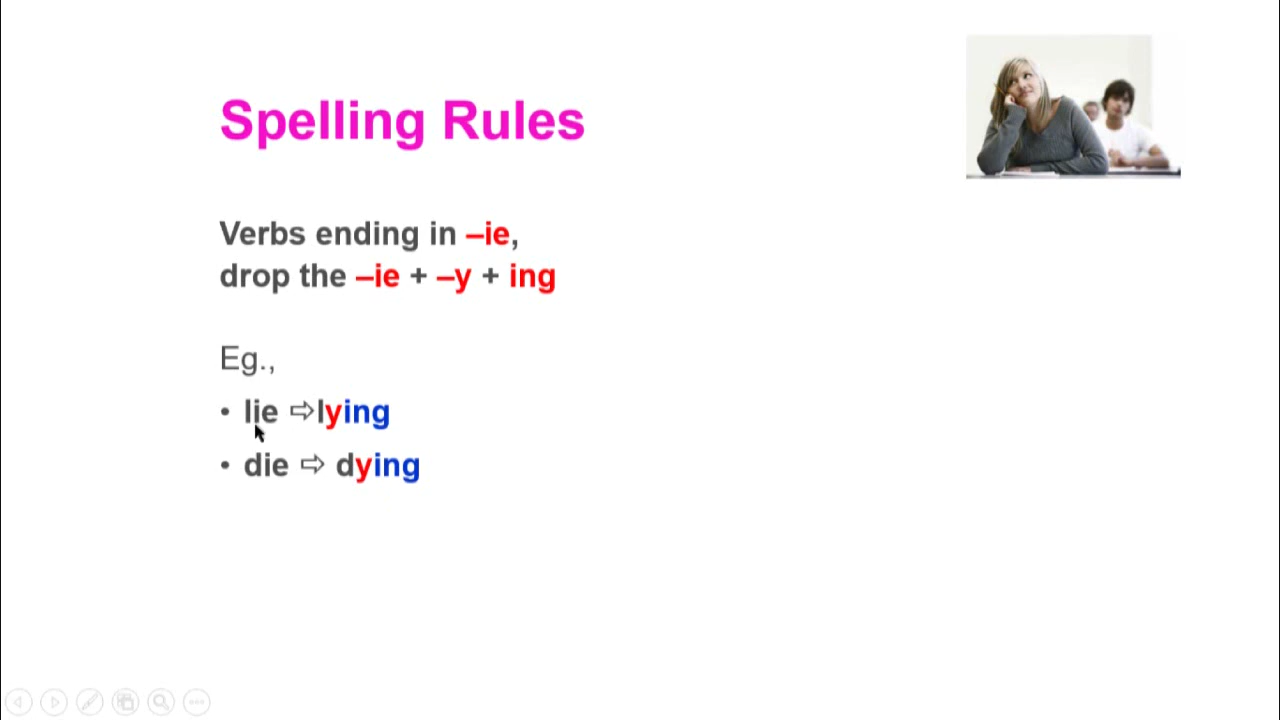 Spelling Rules
Verbs ending in –ie,
drop the –ie + –y + ing
Eg.,
• lie ⇨lying
• die ⇨ dying